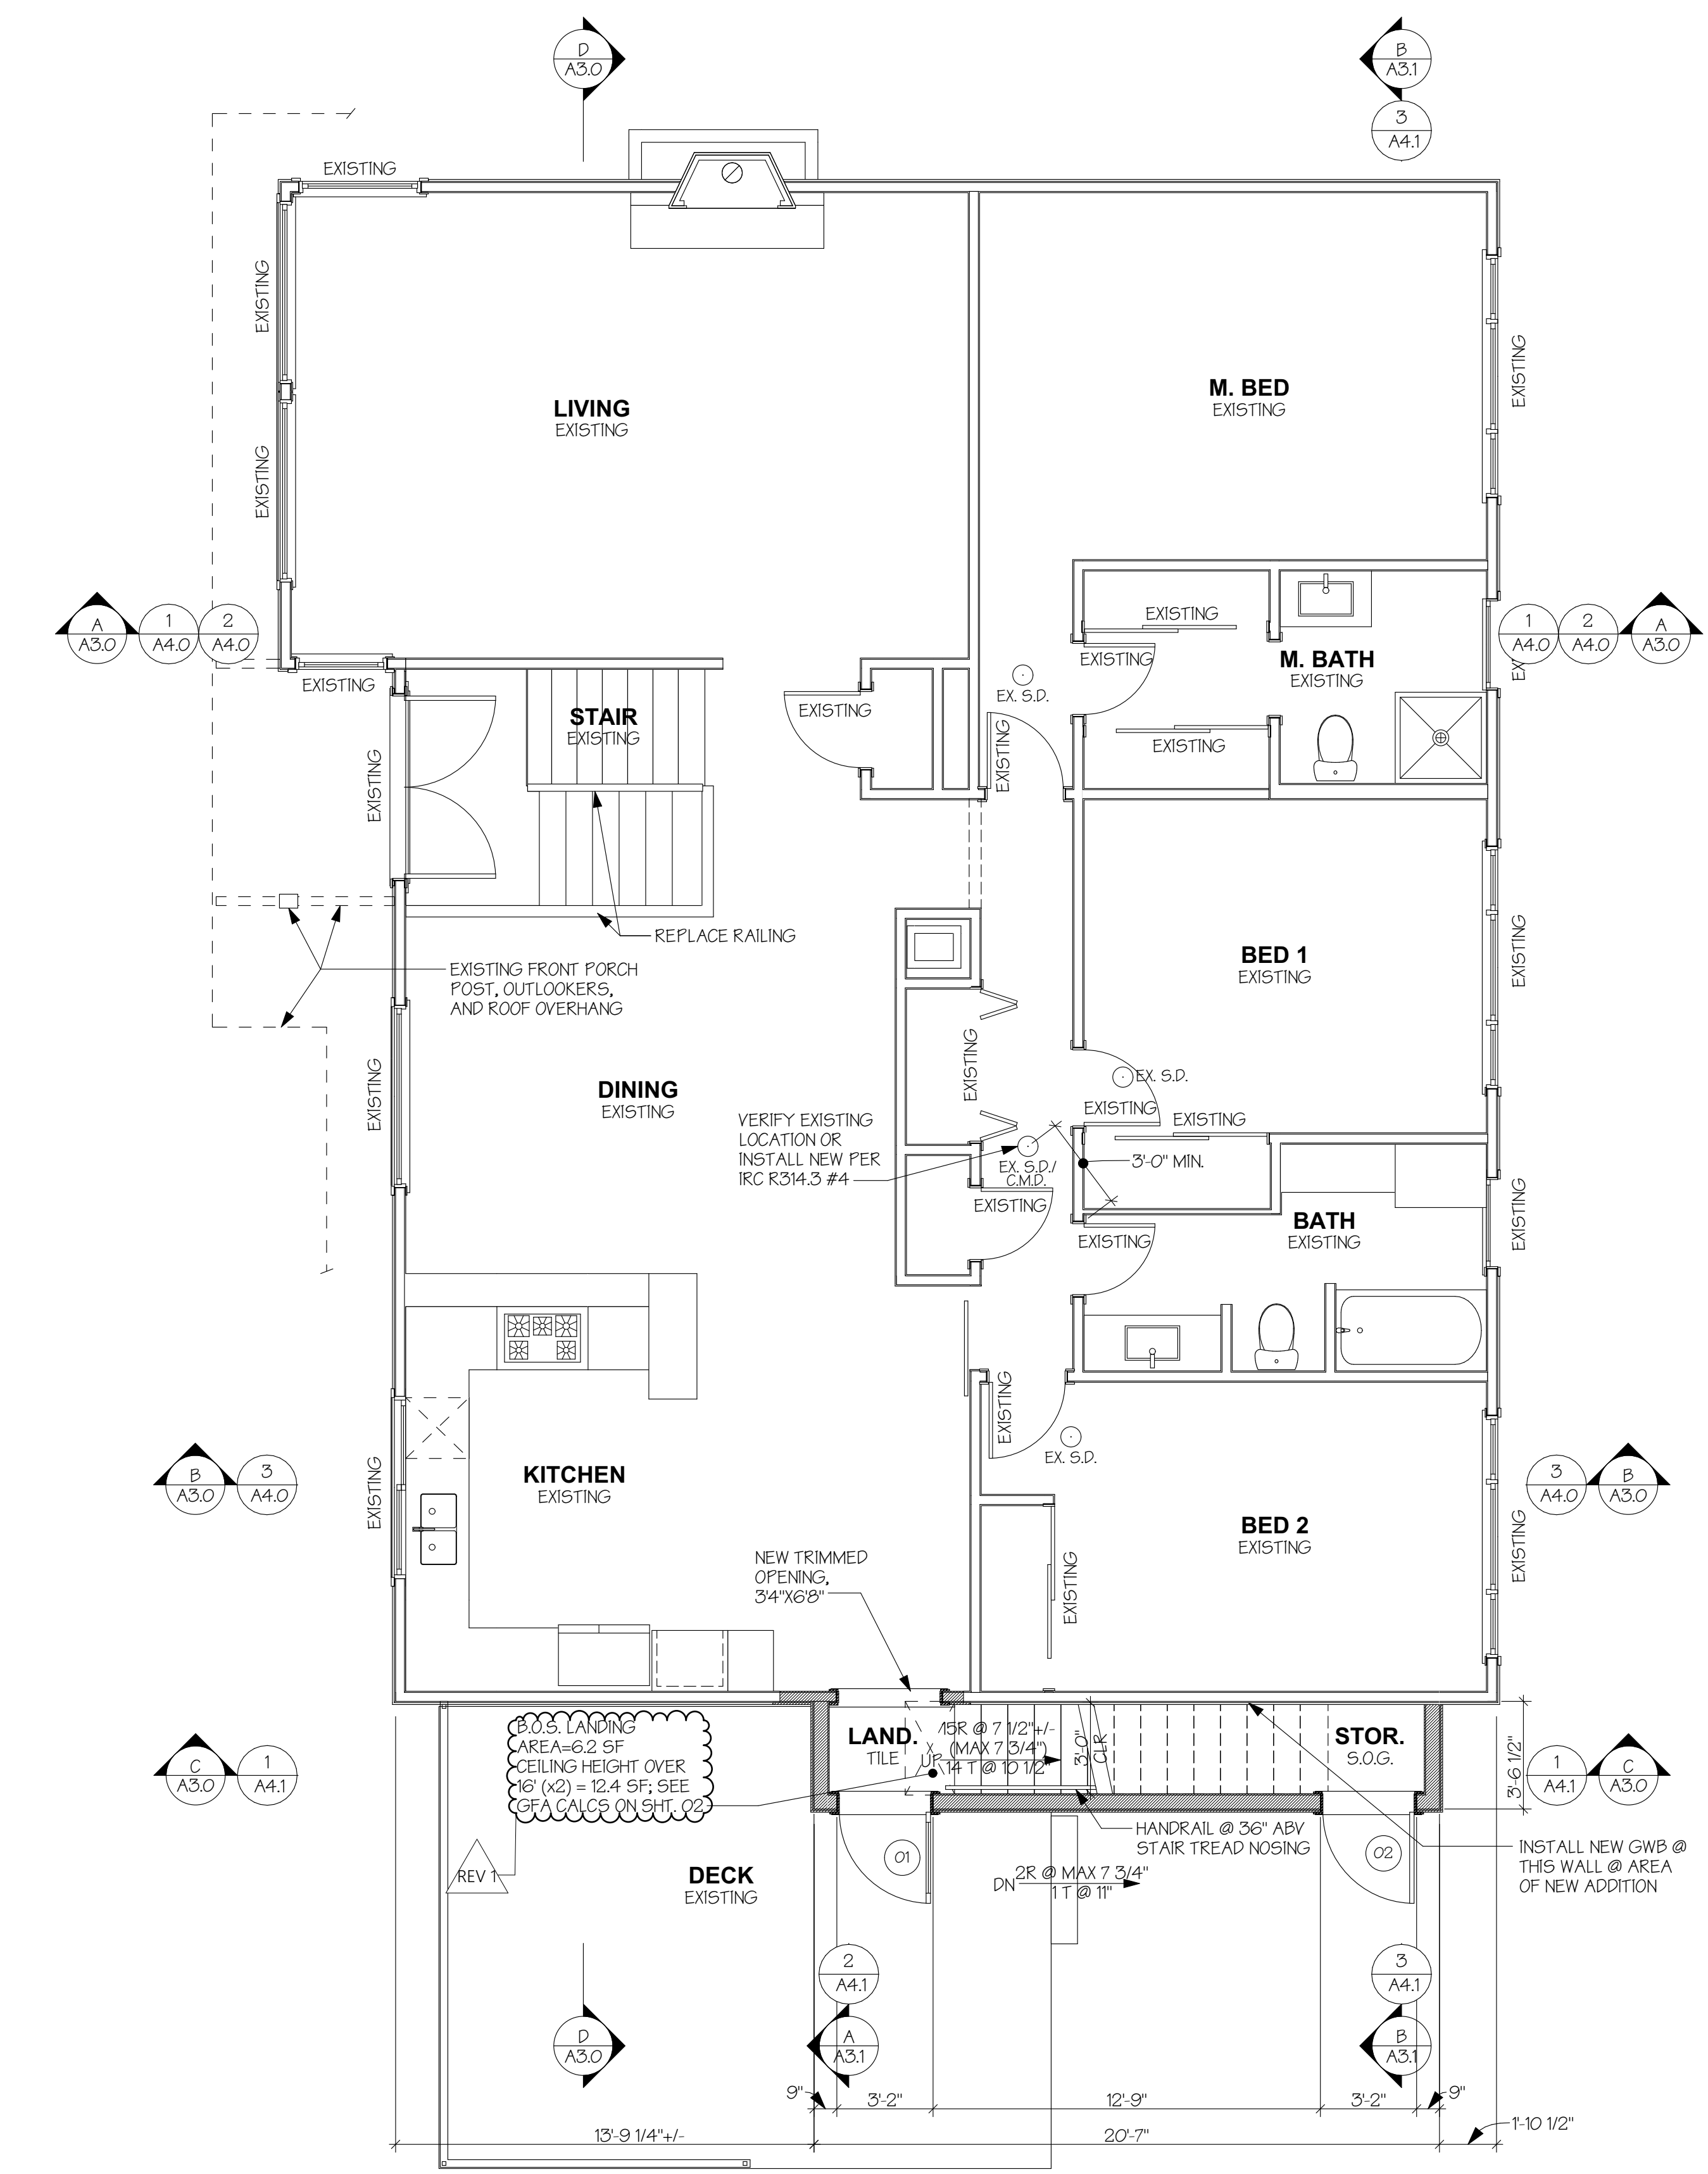 D
A3.0
B
A3.1
3
A4.1
EXISTING
EXISTING
EXISTING
LIVING
EXISTING
M. BED
EXISTING
EXISTING
A
A3.0
1
A4.0
2
A4.0
EXISTING
EXISTING
EXISTING
M. BATH
EXISTING
1
A4.0
2
A4.0
A
A3.0
EX. S.D.
STAIR
EXISTING
EXISTING
EXISTING
EXISTING
EXISTING
REPLACE RAILING
EXISTING FRONT PORCH
POST, OUTLOOKERS,
AND ROOF OVERHANG
BED 1
EXISTING
EXISTING
EXISTING
DINING
EXISTING
EXISTING
EX. S.D.
EXISTING
EXISTING
VERIFY EXISTING
LOCATION OR
INSTALL NEW PER
IRC R314.3 #4
EX. S.D./
C.M.D.
3'-0" MIN.
EXISTING
EXISTING
BATH
EXISTING
EXISTING
EXISTING
EX. S.D.
B
A3.0
3
A4.0
EXISTING
KITCHEN
EXISTING
BED 2
EXISTING
EXISTING
EXISTING
3
A4.0
B
A3.0
NEW TRIMMED
OPENING,
3'4"X6'8"
C
A3.0
1
A4.1
B.O.S. LANDING
AREA=6.2 SF
CEILING HEIGHT OVER
16' (x2) = 12.4 SF; SEE
GFA CALCS ON SHT. 02
LAND.
TILE
UP
15R @ 7 1/2"+/-
(MAX 7 3/4")
14 T @ 10 1/2"
3'-0"
CLR
STOR.
S.O.G.
3'-6 1/2"
1
A4.1
C
A3.0
REV 1
DECK
EXISTING
01
HANDRAIL @ 36" ABV
STAIR TREAD NOSING
02
INSTALL NEW GWB @
THIS WALL @ AREA
OF NEW ADDITION
DN
2R @ MAX 7 3/4"
1 T @ 11"
2
A4.1
3
A4.1
D
A3.0
A
A3.1
B
A3.1
9"
3'-2"
12'-9"
3'-2"
9"
13'-9 1/4"+/-
20'-7"
1'-10 1/2"